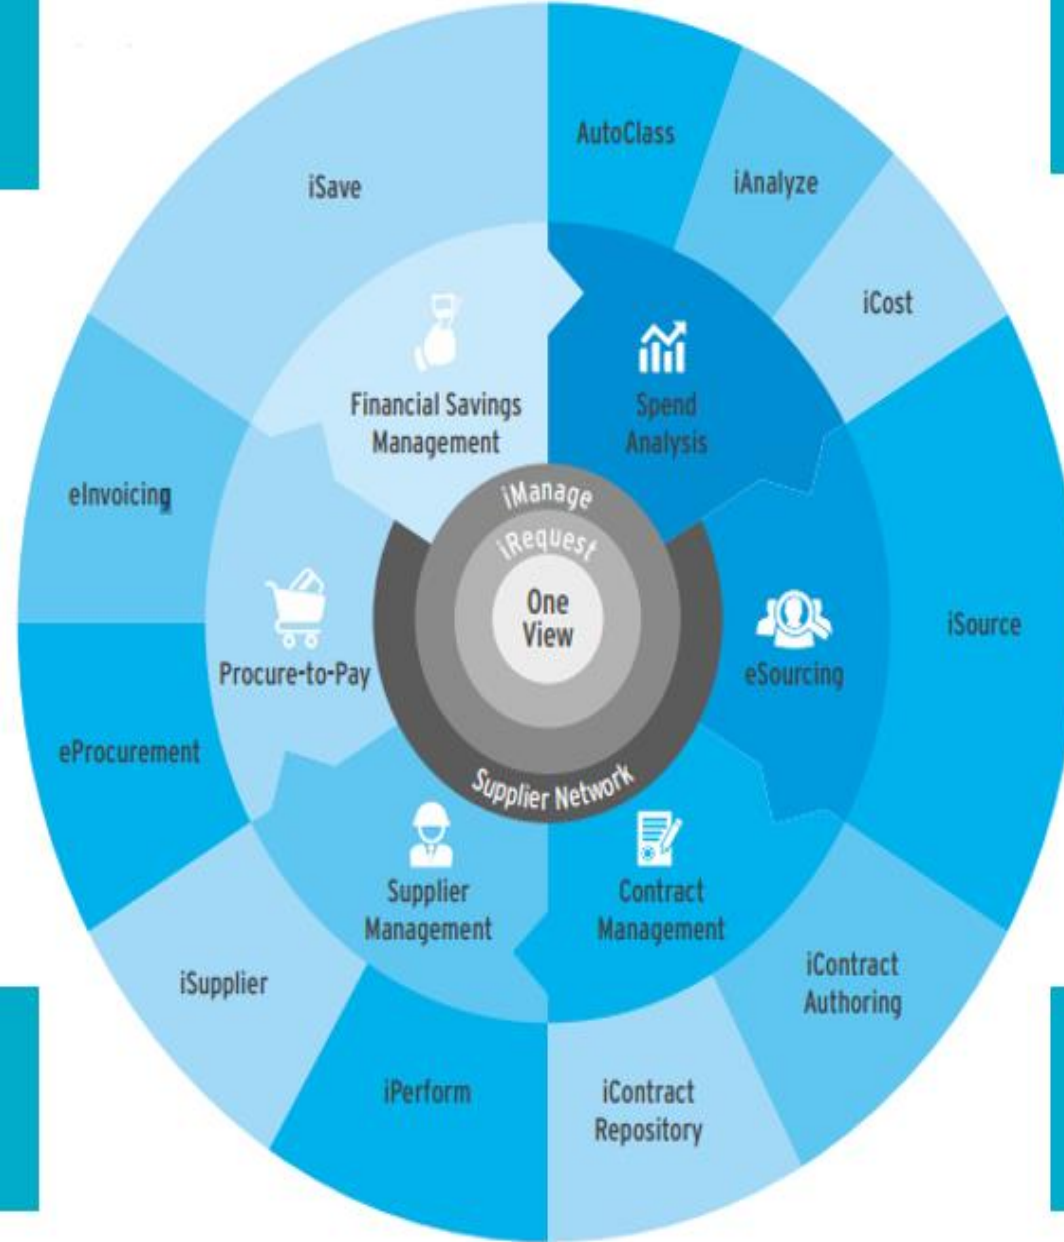 AutoClass
iAnalyze
iCost
iSave
Financial Savings
Management
Spend
Analysis
eInvoicing
iManage
iRequest
One
View
iSource
Procure-to-Pay
eSourcing
eProcurement
Supplier Network
Supplier
Management
Contract
Management
iSupplier
iContract
Authoring
iPerform
iContract
Repository